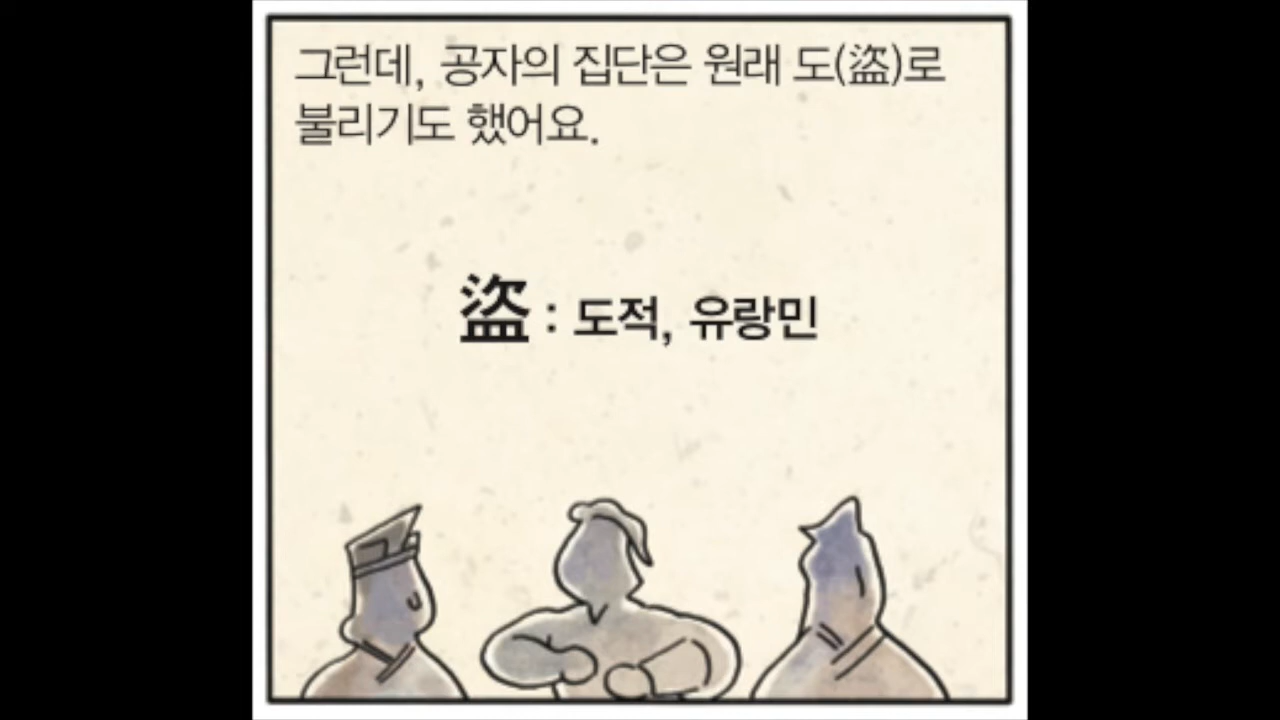 그런데, 공자의 집단은 원래 도(盜)로
불리기도 했어요.
盜 : 도적, 유랑민